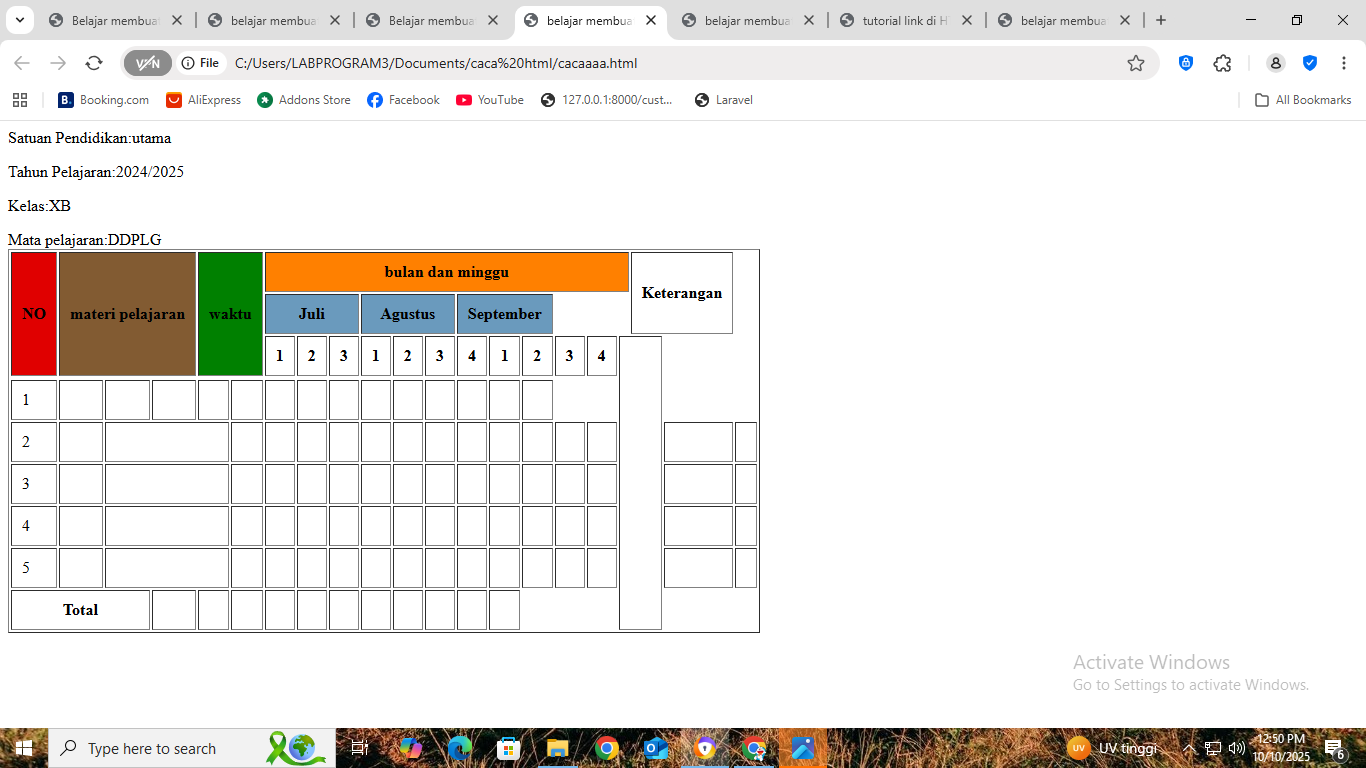 Belajar membua
belajar membua
Belajar membua
belajar membua
belajar membua
tutorial link di H
belajar membua
VPN
File
C:/Users/LABPROGRAM3/Documents/caca%20html/cacaaaa.html
B. Booking.com
AliExpress
Addons Store
Facebook
YouTube
127.0.0.1:8000/cust...
Laravel
All Bookmarks
Satuan Pendidikan:utama
Tahun Pelajaran:2024/2025
Kelas:XB
Mata pelajaran:DDPLG
NO materi pelajaran waktu bulan dan minggu Keterangan
Juli Agustus September
1 2 3 1 2 3 4 1 2 3 4
1
2
3
4
5
Total
Activate Windows
Go to Settings to activate Windows.
Type here to search
UV
UV tinggi
12:50 PM
10/10/2025
6